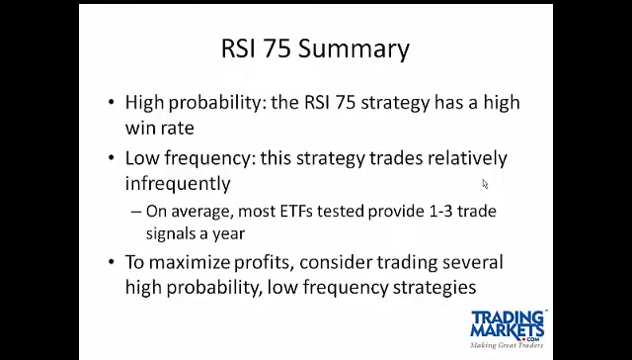 RSI 75 Summary
• High probability: the RSI 75 strategy has a high
win rate
• Low frequency: this strategy trades relatively
infrequently
– On average, most ETFs tested provide 1-3 trade
signals a year
• To maximize profits, consider trading several
high probability, low frequency strategies
TRADING
MARKETS.COM
Making Great Traders